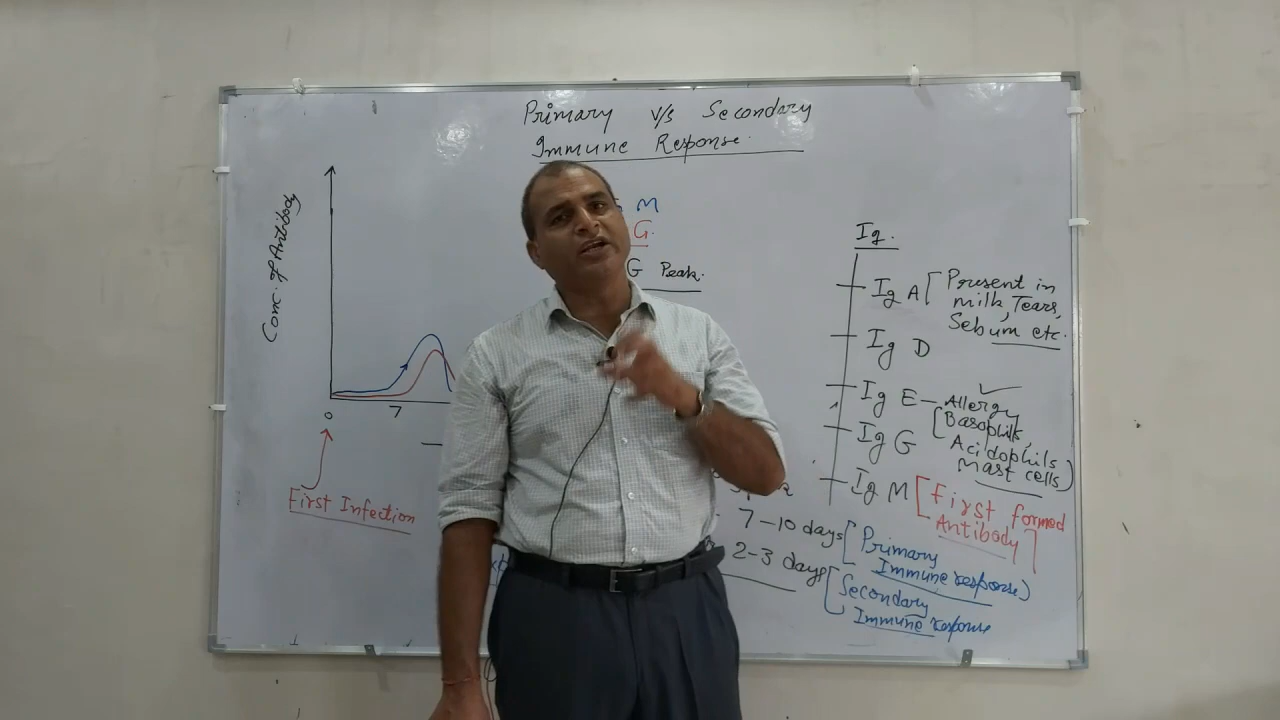 Primary v/s Secondary
Immune Response.
M
G.
G Peak.
Conc. of Antibody
0
7
First Infection
Ig.
Ig A [ Present in
milk, Tears,
Sebum etc.
Ig D
Ig E — Allergy
[ Basophils,
Acidophils
Mast cells )
Ig G
Ig M [ First formed
Antibody ]
7-10 days [ Primary
Immune response)
2-3 days [ Secondary
Immune response